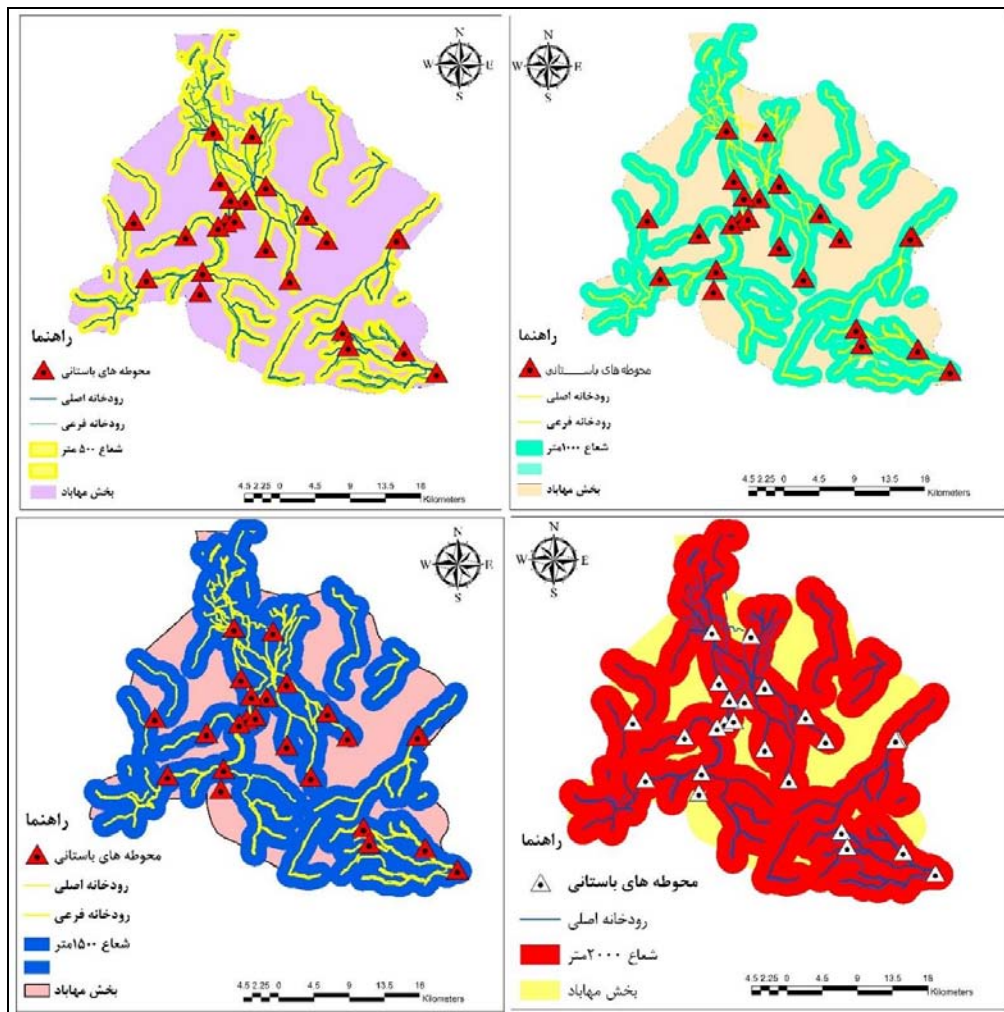 N
W E
S
راهنما
محوطه های باستانی
رودخانه اصلی
رودخانه فرعی
شعاع ۵۰۰ متر
بخش مهاباد
4.5 2.25 0 4.5 9 13.5 18
Kilometers
N
W E
S
راهنما
محوطه های باســـــتانی
رودخانه اصلی
رودخانه فرعی
شعاع ۱۰۰۰متر
بخش مهاباد
4.5 2.25 0 4.5 9 13.5 18
Kilometers
N
W E
S
راهنما
محوطه های باستانی
رودخانه اصلی
رودخانه فرعی
شعاع ۱۵۰۰متر
بخش مهاباد
4.5 2.25 0 4.5 9 13.5 18
Kilometers
N
W E
S
راهنما
محوطه های باستانی
رودخانه اصلی
شعاع ۲۰۰۰متر
بخش مهاباد
4.5 2.25 0 4.5 9 13.5 18
Kilometers